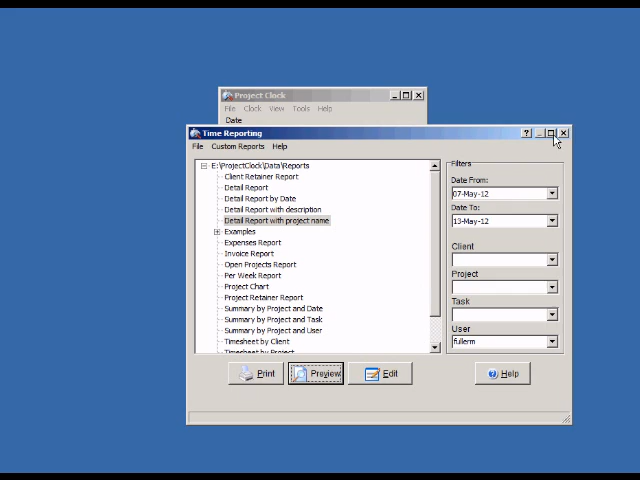 Project Clock
File Clock View Tools Help
Date
Time Reporting
File Custom Reports Help
E:\ProjectClock\Data\Reports
Client Retainer Report
Detail Report
Detail Report by Date
Detail Report with description
Detail Report with project name
Examples
Expenses Report
Invoice Report
Open Projects Report
Per Week Report
Project Chart
Project Retainer Report
Summary by Project and Date
Summary by Project and Task
Summary by Project and User
Timesheet by Client
Timesheet by Project
Filters
Date From:
07-May-12
Date To:
13-May-12
Client
Project
Task
User
fullerm
Print Preview Edit Help